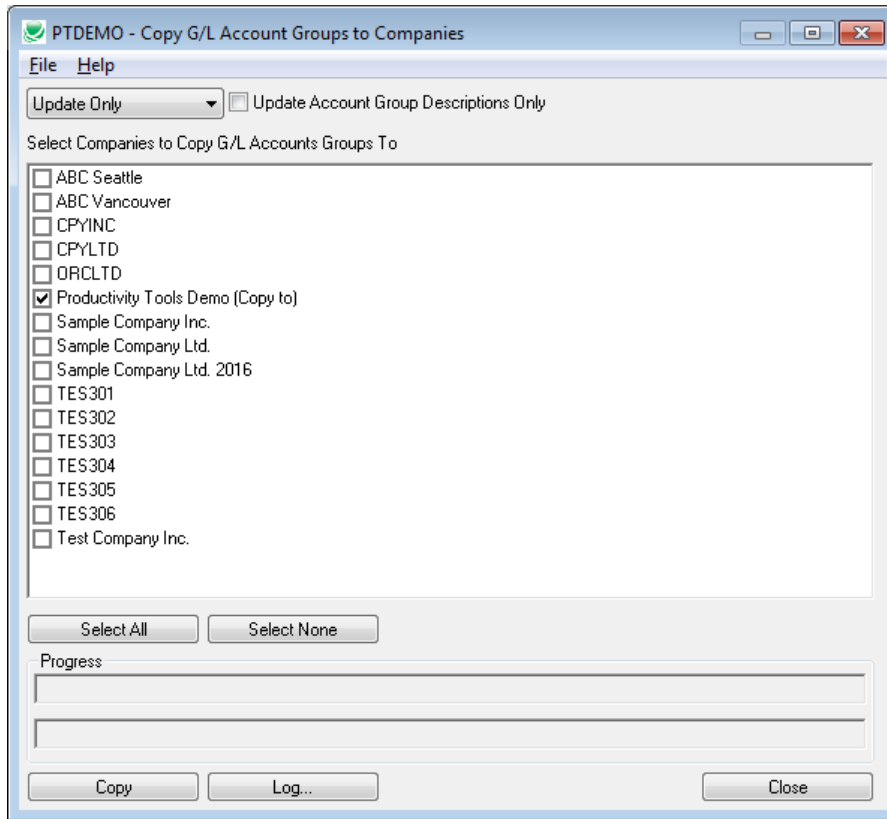 PTDEMO - Copy G/L Account Groups to Companies
File Help
Update Only Update Account Group Descriptions Only
Select Companies to Copy G/L Accounts Groups To
ABC Seattle
ABC Vancouver
CPYINC
CPYLTD
ORCLTD
Productivity Tools Demo (Copy to)
Sample Company Inc.
Sample Company Ltd.
Sample Company Ltd. 2016
TES301
TES302
TES303
TES304
TES305
TES306
Test Company Inc.
Select All Select None
Progress
Copy Log... Close